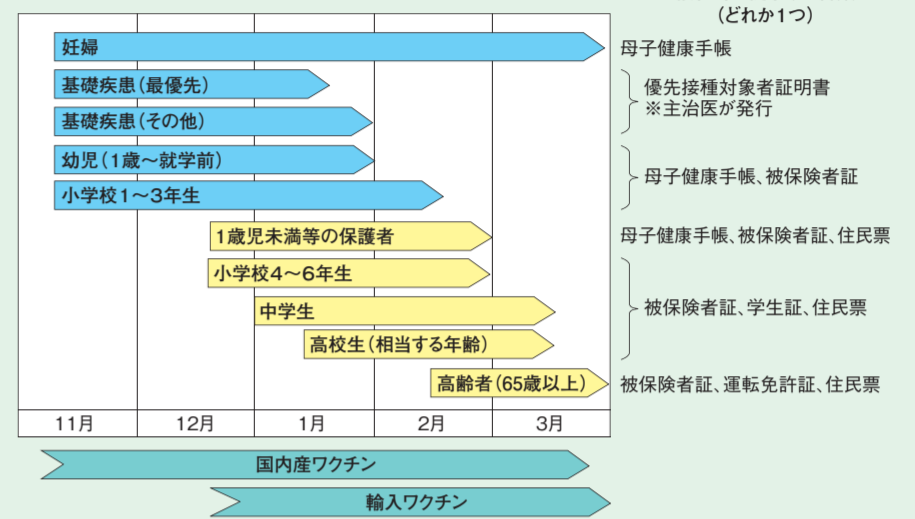 (どれか1つ)
妊婦
母子健康手帳
基礎疾患(最優先)
基礎疾患(その他)
優先接種対象者証明書
※主治医が発行
幼児(1歳～就学前)
小学校1～3年生
母子健康手帳、被保険者証
1歳児未満等の保護者
母子健康手帳、被保険者証、住民票
小学校4～6年生
中学生
高校生(相当する年齢)
被保険者証、学生証、住民票
高齢者(65歳以上)
被保険者証、運転免許証、住民票
11月 12月 1月 2月 3月
国内産ワクチン
輸入ワクチン